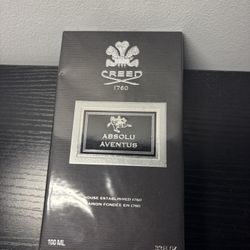 CREED
1760
ABSOLU
AVENTUS
HOUSE ESTABLISHED 1760
MAISON FONDÉE EN 1760
100 ML